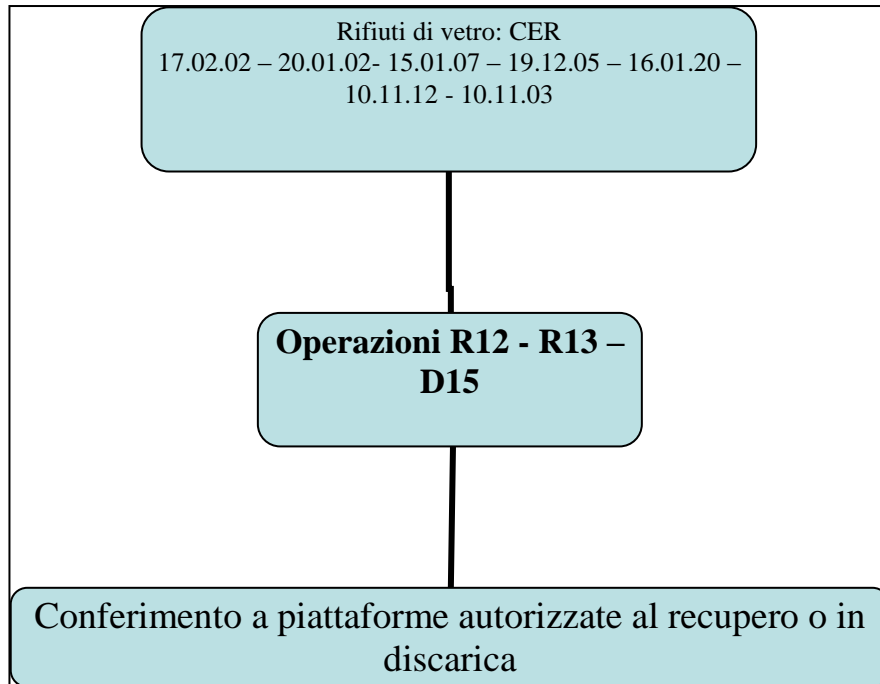 Rifiuti di vetro: CER
17.02.02 – 20.01.02- 15.01.07 – 19.12.05 – 16.01.20 –
10.11.12 - 10.11.03
Operazioni R12 - R13 –
D15
Conferimento a piattaforme autorizzate al recupero o in
discarica